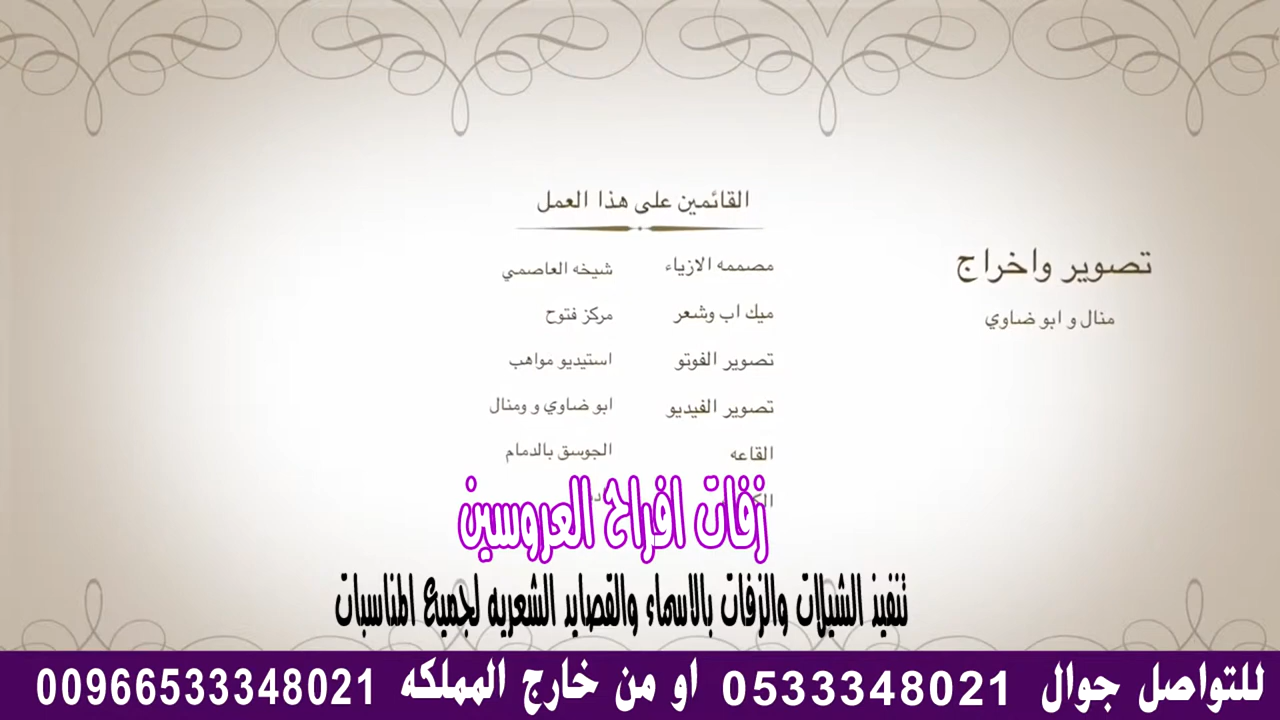 القائمين على هذا العمل
تصوير واخراج
منال و ابو ضاوي
مصممه الازياء شيخه العاصمي
ميك اب وشعر مركز فتوح
تصوير الفوتو استيديو مواهب
تصوير الفيديو ابو ضاوي و ومنال
القاعه الجوسق بالدمام
زفات افراح العروسين
تنفيذ الشيلات والزفات بالاسماء والقصايد الشعريه لجميع المناسبات
للتواصل جوال 0533348021 او من خارج المملكه 00966533348021